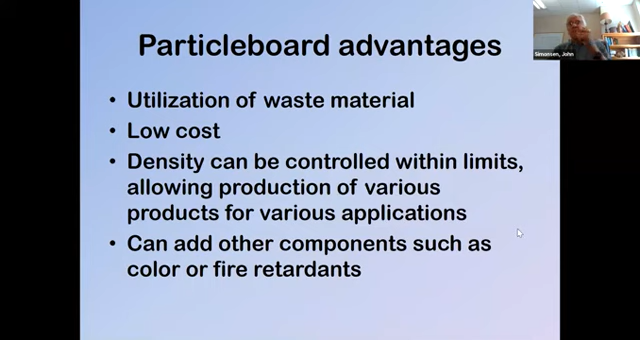 Particleboard advantages
Simonsen, John
• Utilization of waste material
• Low cost
• Density can be controlled within limits,
allowing production of various
products for various applications
• Can add other components such as
color or fire retardants